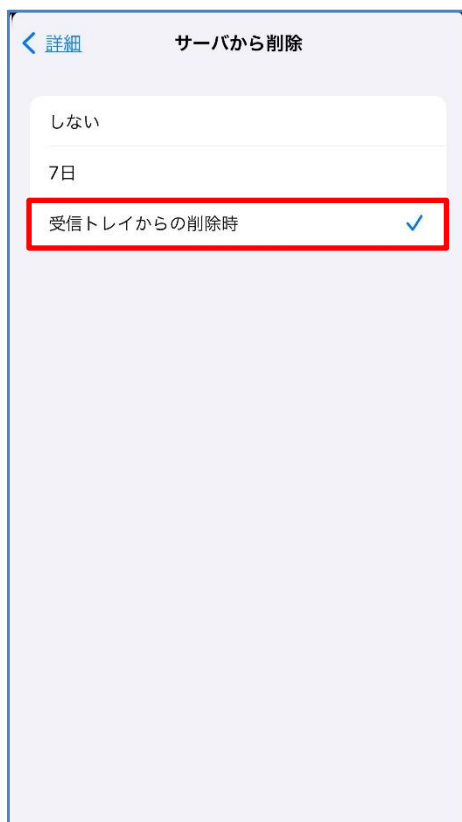 詳細 サーバから削除
しない
7日
受信トレイからの削除時